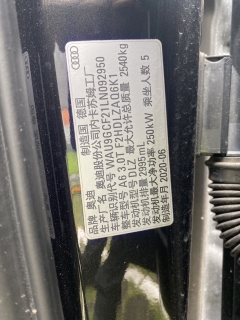 品牌 奥迪 制造国 德国
生产厂名 奥迪股份公司内卡苏姆工厂
车辆识别代号 WAU9GCF21LN092950
整车型号 A6 3.0T F2HDLZAQ6K1
发动机型号 DLZ 最大允许总质量 2540kg
发动机排量 2995mL
发动机最大净功率 250kW 乘坐人数 5
制造年月 2020-06